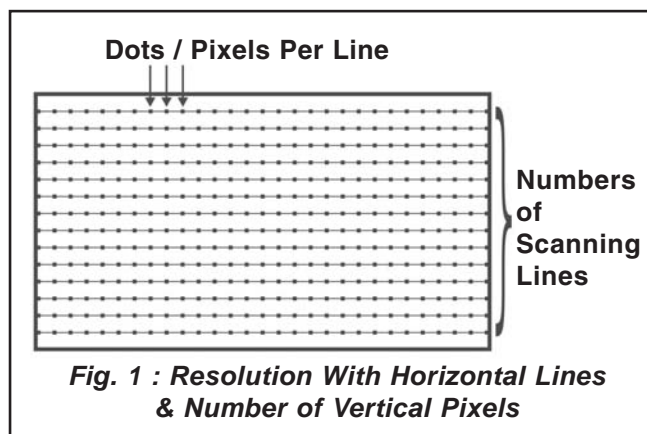 Dots / Pixels Per Line
Numbers
of
Scanning
Lines
Fig. 1 : Resolution With Horizontal Lines
& Number of Vertical Pixels